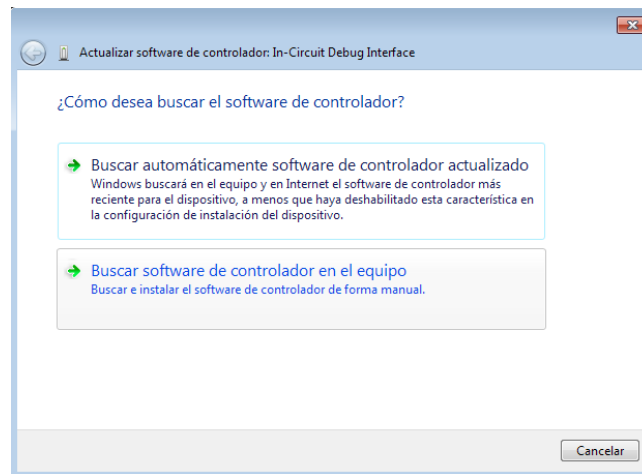 Actualizar software de controlador: In-Circuit Debug Interface
¿Cómo desea buscar el software de controlador?
Buscar automáticamente software de controlador actualizado
Windows buscará en el equipo y en Internet el software de controlador más
reciente para el dispositivo, a menos que haya deshabilitado esta característica en
la configuración de instalación del dispositivo.
Buscar software de controlador en el equipo
Buscar e instalar el software de controlador de forma manual.
Cancelar